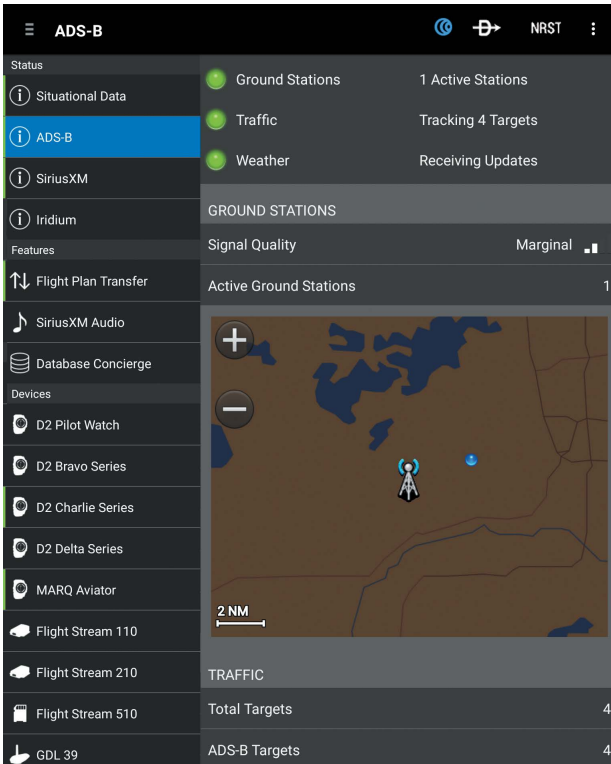 ADS-B
NRST
Status
Situational Data
ADS-B
SiriusXM
Iridium
Features
Flight Plan Transfer
SiriusXM Audio
Database Concierge
Devices
D2 Pilot Watch
D2 Bravo Series
D2 Charlie Series
D2 Delta Series
MARQ Aviator
Flight Stream 110
Flight Stream 210
Flight Stream 510
GDL 39
Ground Stations 1 Active Stations
Traffic Tracking 4 Targets
Weather Receiving Updates
GROUND STATIONS
Signal Quality Marginal
Active Ground Stations 1
2 NM
TRAFFIC
Total Targets 4
ADS-B Targets 4